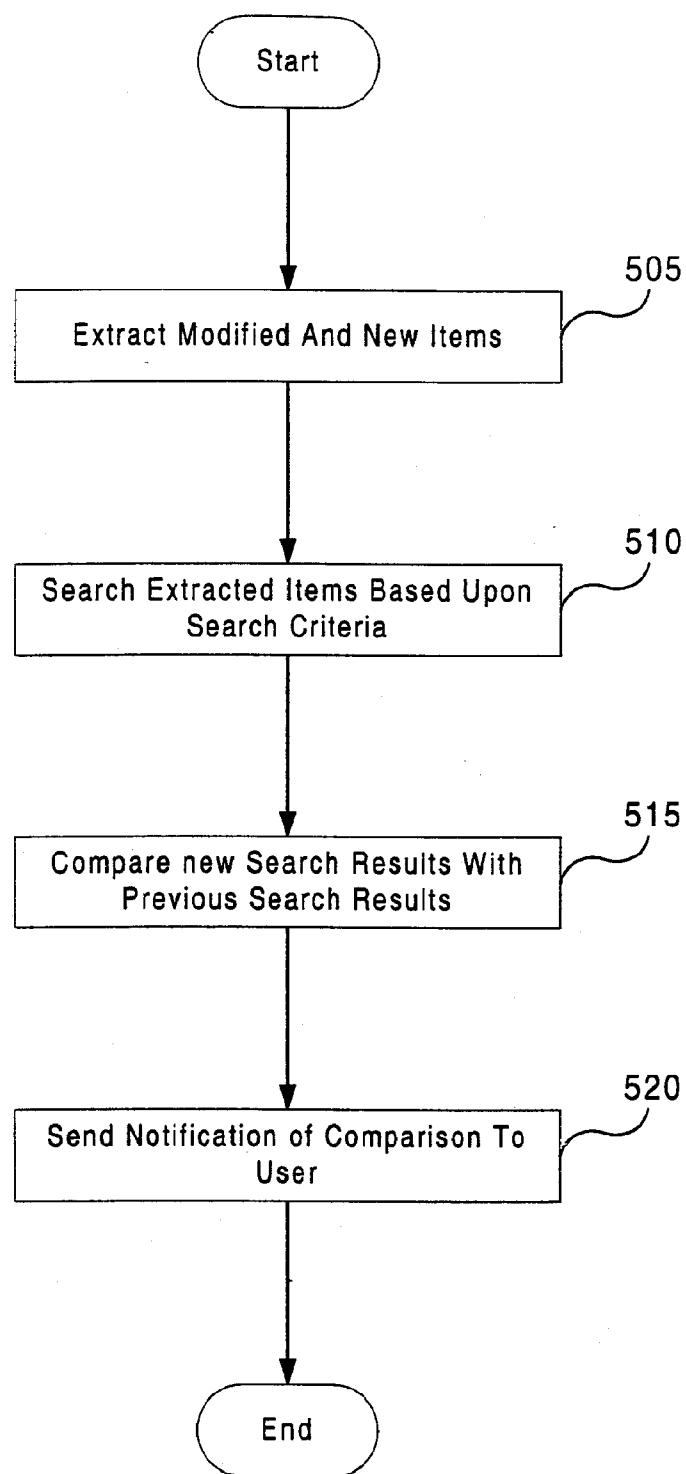 Start
505
Extract Modified And New Items
510
Search Extracted Items Based Upon
Search Criteria
515
Compare new Search Results With
Previous Search Results
520
Send Notification of Comparison To
User
End